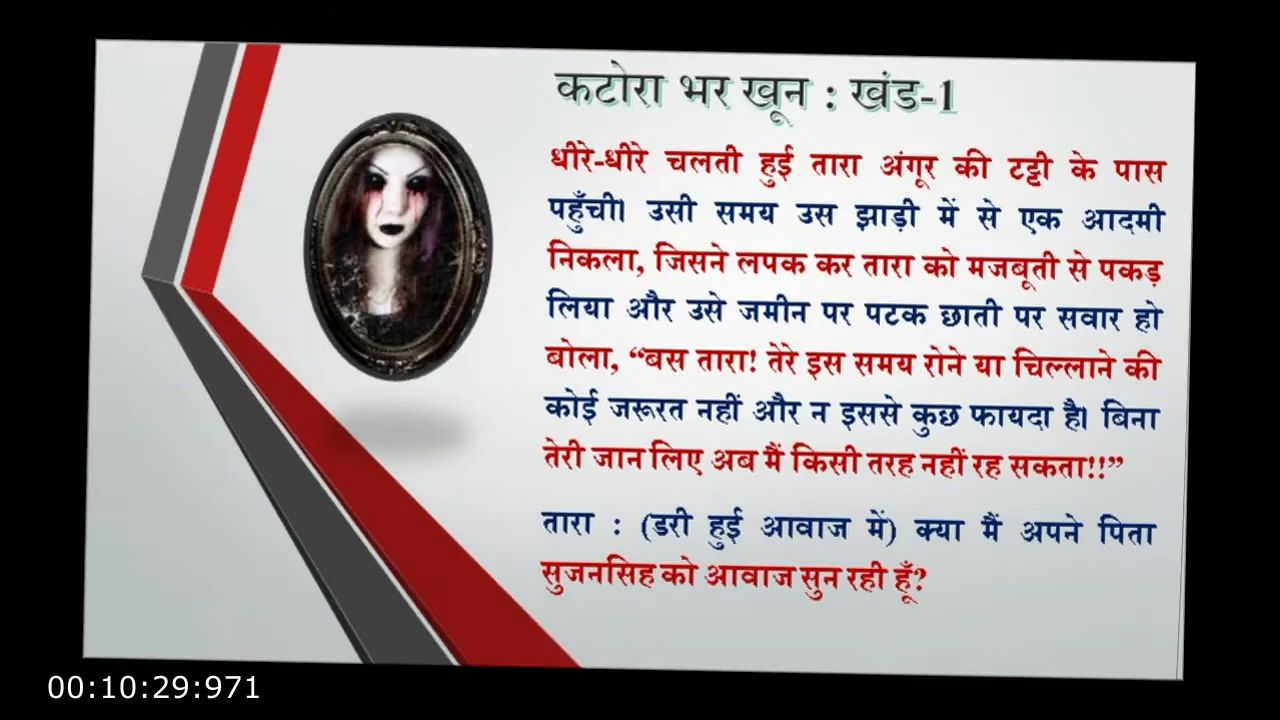 कटोरा भर खून : खंड-1
धीरे-धीरे चलती हुई तारा अंगूर की टट्टी के पास
पहुँची। उसी समय उस झाड़ी में से एक आदमी
निकला, जिसने लपक कर तारा को मजबूती से पकड़
लिया और उसे जमीन पर पटक छाती पर सवार हो
बोला, “बस तारा! तेरे इस समय रोने या चिल्लाने की
कोई जरूरत नहीं और न इससे कुछ फायदा है। बिना
तेरी जान लिए अब मैं किसी तरह नहीं रह सकता!!”
तारा : (डरी हुई आवाज में) क्या मैं अपने पिता
सुजनसिह को आवाज सुन रही हूँ?
00:10:29:971